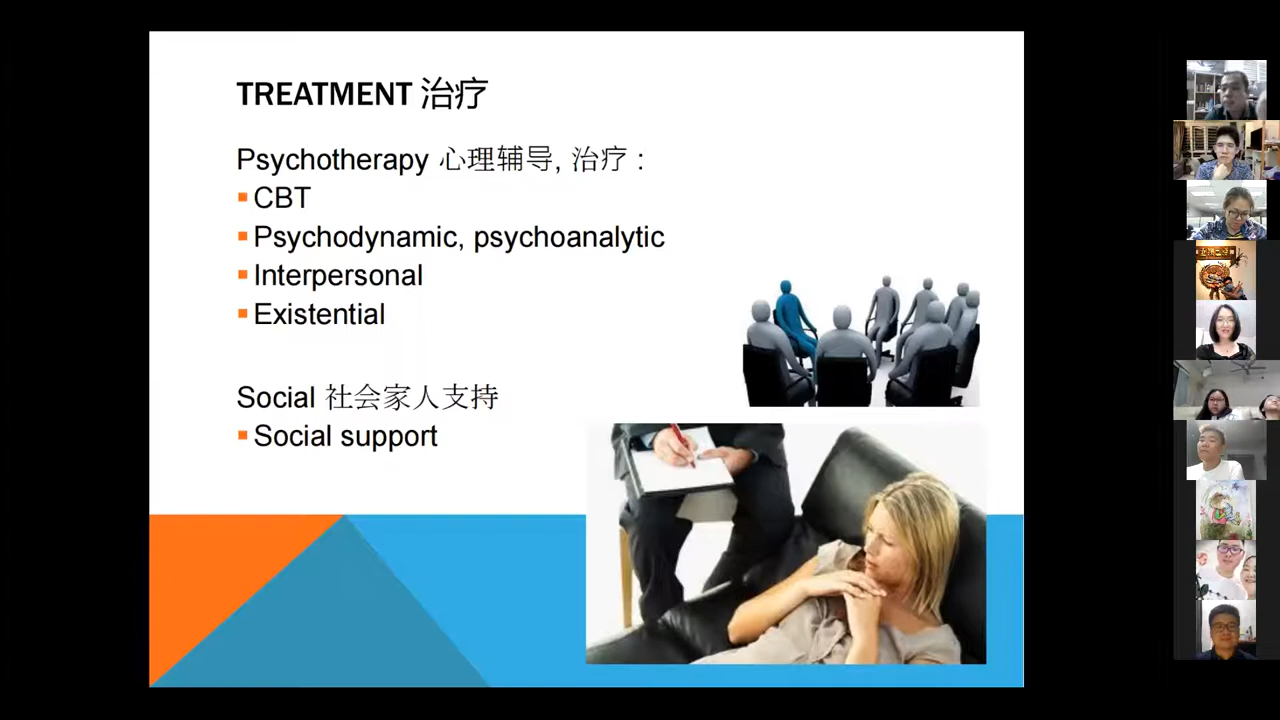 TREATMENT 治疗
Psychotherapy 心理辅导, 治疗 :
CBT
Psychodynamic, psychoanalytic
Interpersonal
Existential
Social 社会家人支持
Social support